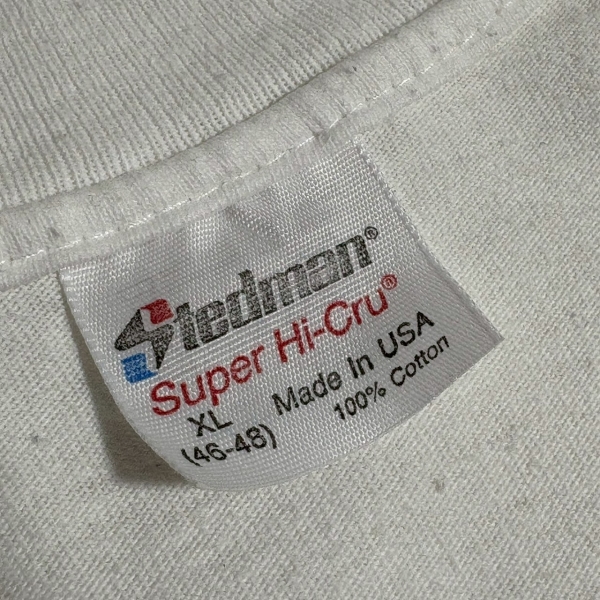 Stedman®
Super Hi-Cru®
XL Made In USA
(46-48) 100% Cotton